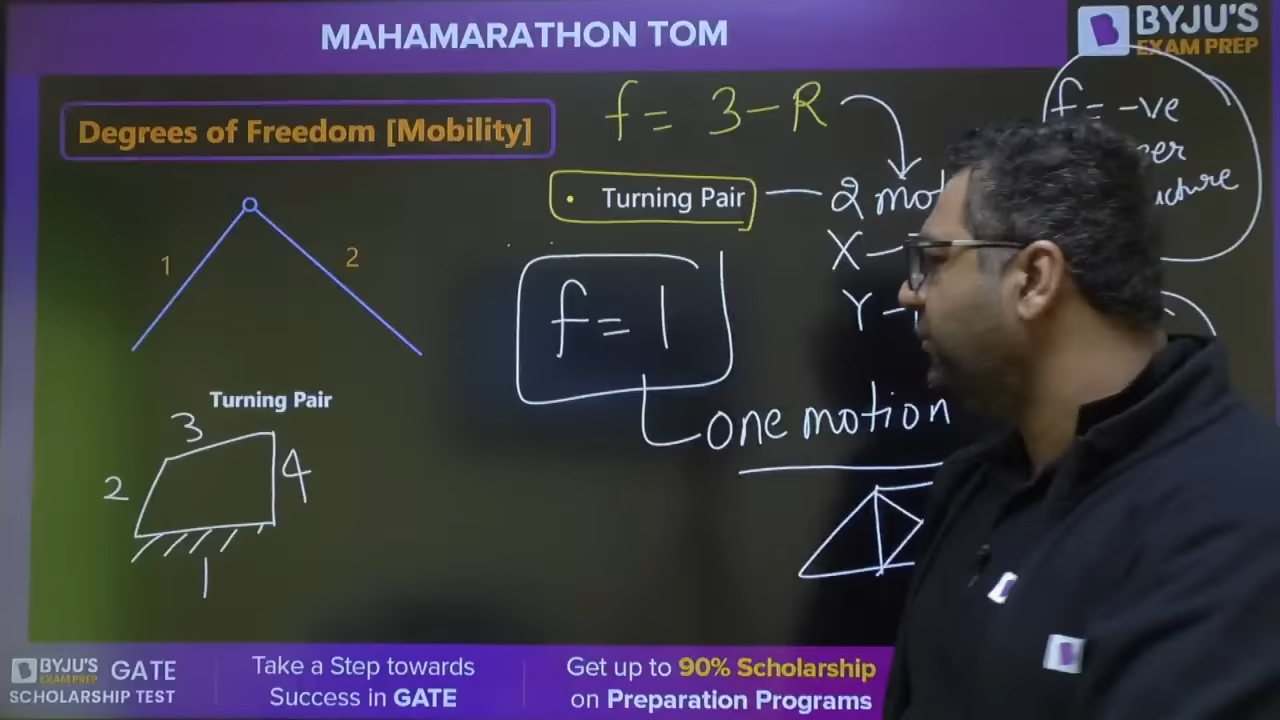 MAHAMARATHON TOM
BYJU'S
EXAM PREP
Degrees of Freedom [Mobility]
f = 3 - R
f = -ve
• Turning Pair
2
X -
Y -
1
2
f = 1
Turning Pair
one motion
3
2
4
1
BYJU'S
EXAM PREP
GATE
SCHOLARSHIP TEST
Take a Step towards
Success in GATE
Get up to 90% Scholarship
on Preparation Programs